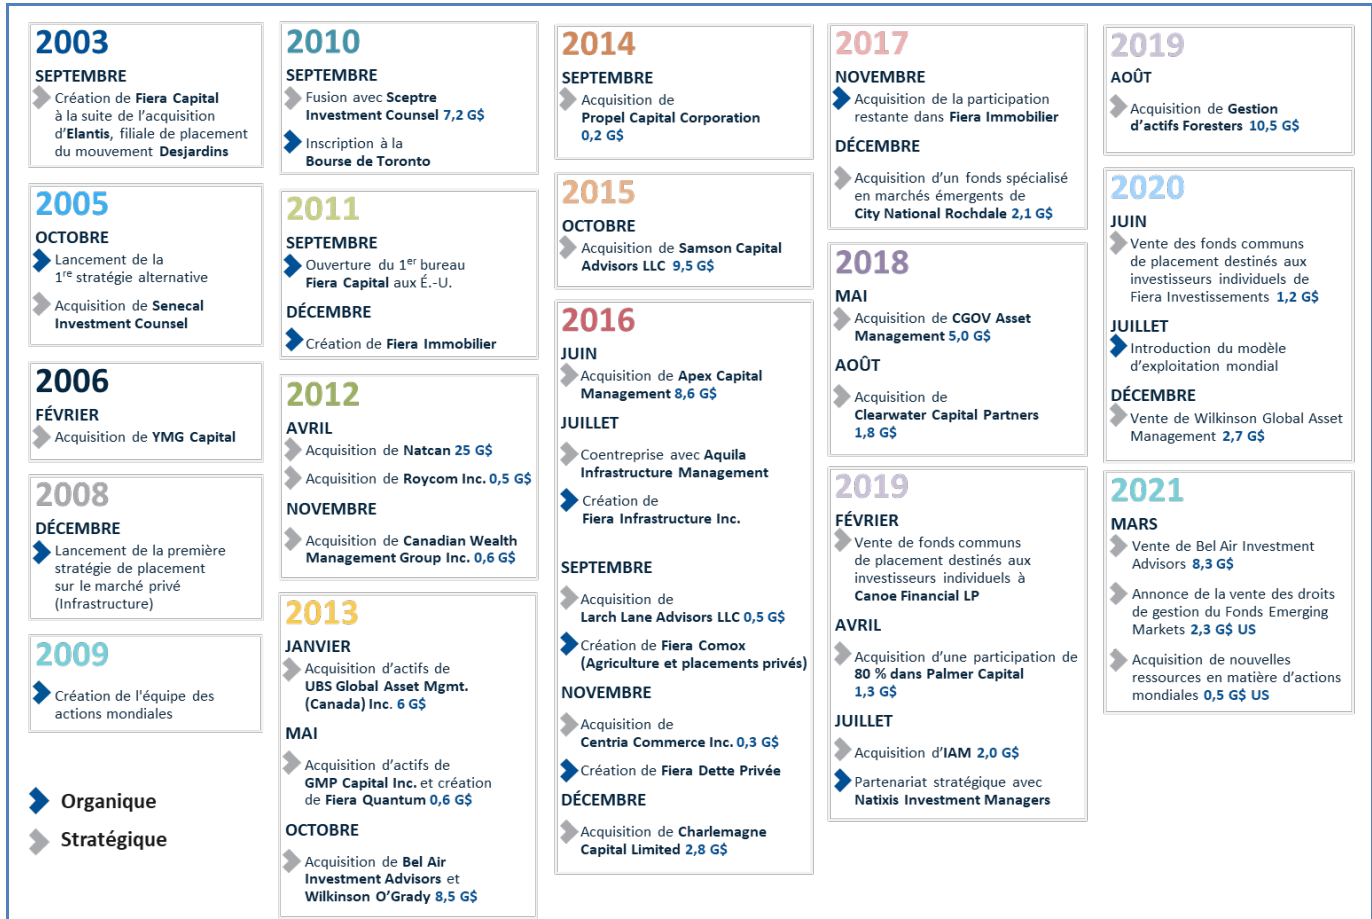 2003
SEPTEMBRE
Création de Fiera Capital
à la suite de l'acquisition
d'Elantis, filiale de placement
du mouvement Desjardins
2005
OCTOBRE
Lancement de la
1re stratégie alternative
Acquisition de Senecal
Investment Counsel
2006
FÉVRIER
Acquisition de YMG Capital
2008
DÉCEMBRE
Lancement de la première
stratégie de placement
sur le marché privé
(Infrastructure)
2009
Création de l'équipe des
actions mondiales
Organique
Stratégique
2010
SEPTEMBRE
Fusion avec Sceptre
Investment Counsel 7,2 G$
Inscription à la
Bourse de Toronto
2011
SEPTEMBRE
Ouverture du 1er bureau
Fiera Capital aux É.-U.
DÉCEMBRE
Création de Fiera Immobilier
2012
AVRIL
Acquisition de Natcan 25 G$
Acquisition de Roycom Inc. 0,5 G$
NOVEMBRE
Acquisition de Canadian Wealth
Management Group Inc. 0,6 G$
2013
JANVIER
Acquisition d'actifs de
UBS Global Asset Mgmt.
(Canada) Inc. 6 G$
MAI
Acquisition d'actifs de
GMP Capital Inc. et création
de Fiera Quantum 0,6 G$
OCTOBRE
Acquisition de Bel Air
Investment Advisors et
Wilkinson O'Grady 8,5 G$
2014
SEPTEMBRE
Acquisition de
Propel Capital Corporation
0,2 G$
2015
OCTOBRE
Acquisition de Samson Capital
Advisors LLC 9,5 G$
2016
JUIN
Acquisition de Apex Capital
Management 8,6 G$
JUILLET
Coentreprise avec Aquila
Infrastructure Management
Création de
Fiera Infrastructure Inc.
SEPTEMBRE
Acquisition de
Larch Lane Advisors LLC 0,5 G$
Création de Fiera Comox
(Agriculture et placements privés)
NOVEMBRE
Acquisition de
Centria Commerce Inc. 0,3 G$
Création de Fiera Dette Privée
DÉCEMBRE
Acquisition de Charlemagne
Capital Limited 2,8 G$
2017
NOVEMBRE
Acquisition de la participation
restante dans Fiera Immobilier
DÉCEMBRE
Acquisition d'un fonds spécialisé
en marchés émergents de
City National Rochdale 2,1 G$
2018
MAI
Acquisition de CGOV Asset
Management 5,0 G$
AOÛT
Acquisition de
Clearwater Capital Partners
1,8 G$
2019
FÉVRIER
Vente de fonds communs
de placement destinés aux
investisseurs individuels à
Canoe Financial LP
AVRIL
Acquisition d'une participation de
80 % dans Palmer Capital
1,3 G$
JUILLET
Acquisition d'IAM 2,0 G$
Partenariat stratégique avec
Natixis Investment Managers
2019
AOÛT
Acquisition de Gestion
d'actifs Foresters 10,5 G$
2020
JUIN
Vente des fonds communs
de placement destinés aux
investisseurs individuels de
Fiera Investissements 1,2 G$
JUILLET
Introduction du modèle
d'exploitation mondial
DÉCEMBRE
Vente de Wilkinson Global Asset
Management 2,7 G$
2021
MARS
Vente de Bel Air Investment
Advisors 8,3 G$
Annonce de la vente des droits
de gestion du Fonds Emerging
Markets 2,3 G$ US
Acquisition de nouvelles
ressources en matière d'actions
mondiales 0,5 G$ US